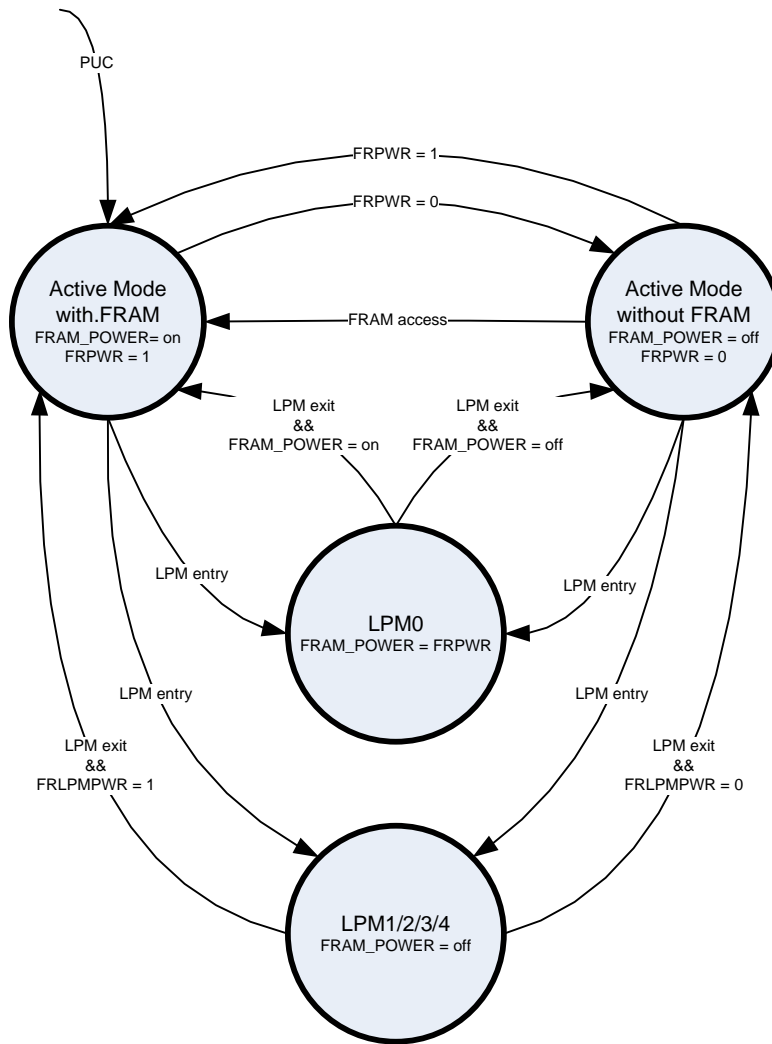 PUC
FRPWR = 1
FRPWR = 0
Active Mode
with.FRAM
FRAM_POWER= on
FRPWR = 1
Active Mode
without FRAM
FRAM_POWER = off
FRPWR = 0
FRAM access
LPM exit
&&
FRAM_POWER = on
LPM exit
&&
FRAM_POWER = off
LPM entry
LPM entry
LPM0
FRAM_POWER = FRPWR
LPM entry
LPM entry
LPM exit
&&
FRLPMPWR = 1
LPM exit
&&
FRLPMPWR = 0
LPM1/2/3/4
FRAM_POWER = off